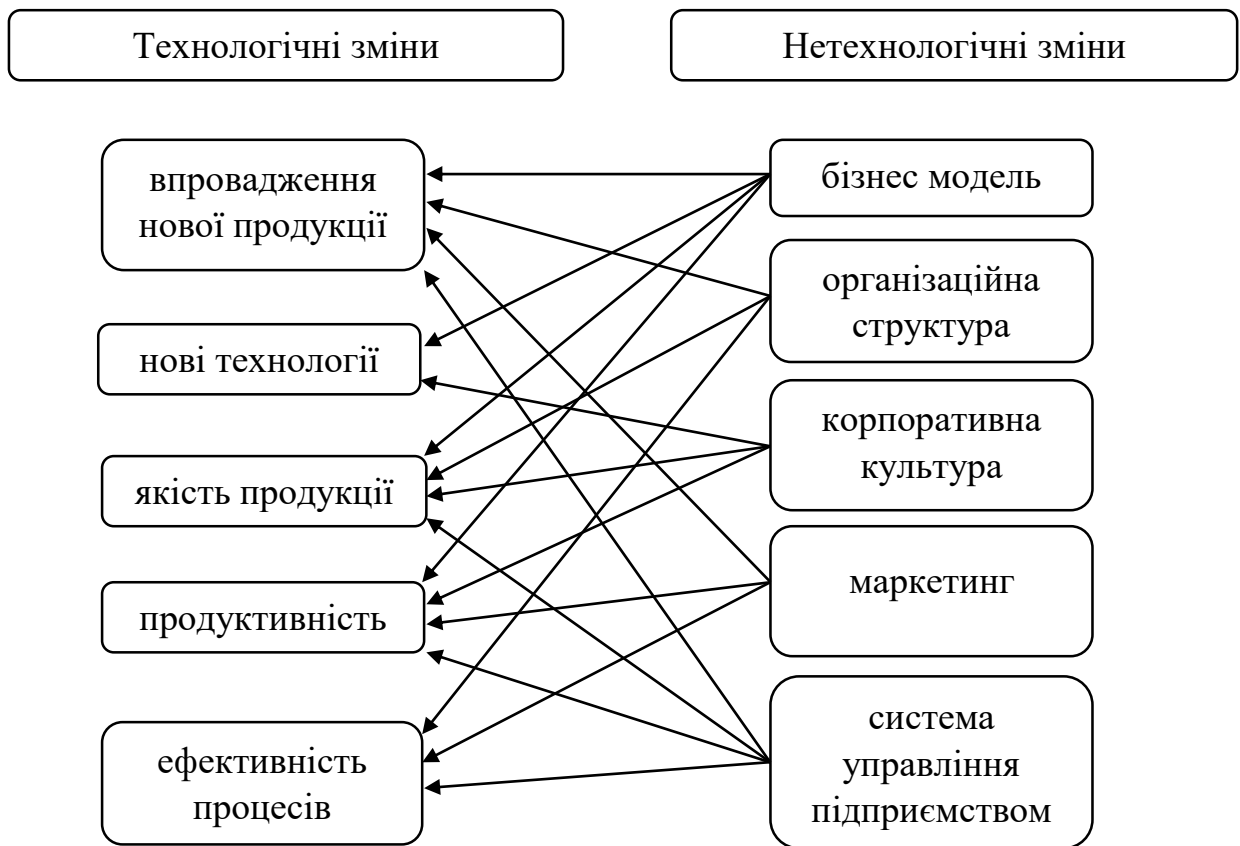 Технологічні зміни
Нетехнологічні зміни
впровадження
нової продукції
нові технології
якість продукції
продуктивність
ефективність
процесів
бізнес модель
організаційна
структура
корпоративна
культура
маркетинг
система
управління
підприємством